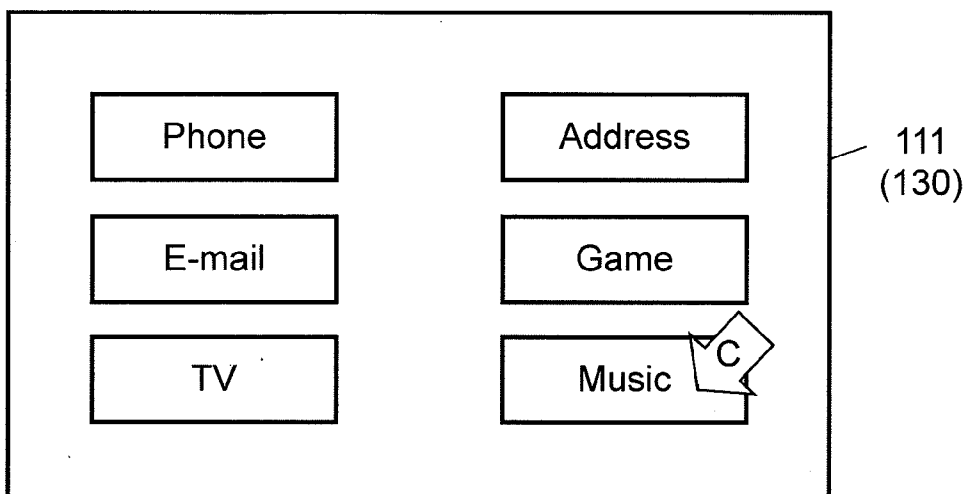 Phone
Address
111
(130)
E-mail
Game
TV
Music
C